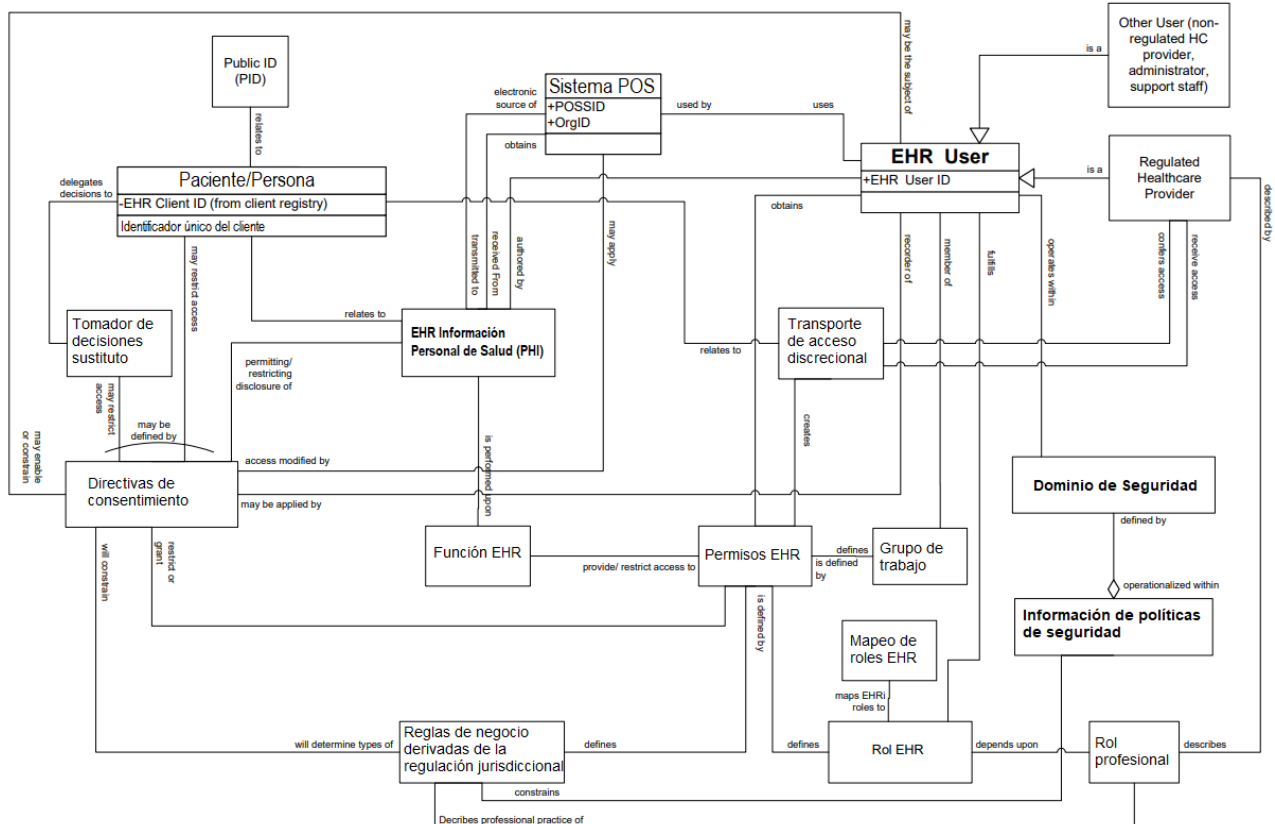 Other User (non-
regulated HC
provider,
administrator,
support staff)
is a
may be the subject of
Public ID
(PID)
relates to
electronic
source of
Sistema POS
+POSSID
+OrgID
used by
uses
obtains
EHR User
+EHR User ID
is a
Regulated
Healthcare
Provider
described by
delegates
decisions to
Paciente/Persona
-EHR Client ID (from client registry)
Identificador único del cliente
obtains
may restrict access
transmitted to
received From
authored by
may apply
recorder of
member of
fulfills
operates within
confers access
receive access
Tomador de
decisiones
sustituto
relates to
EHR Información
Personal de Salud (PHI)
relates to
Transporte
de acceso
discrecional
permitting/
restricting
disclosure of
may restrict
access
may be
defined by
creates
may enable
or constrain
is performed upon
access modified by
Directivas de
consentimiento
may be applied by
Dominio de Seguridad
defined by
will constrain
restrict or
grant
Función EHR
provide/ restrict access to
Permisos EHR
defines
is defined
by
Grupo de
trabajo
operationalized within
is defined by
Información de políticas
de seguridad
Mapeo de
roles EHR
maps EHRi
roles to
will determine types of
Reglas de negocio
derivadas de la
regulación jurisdiccional
defines
defines
Rol EHR
depends upon
Rol
profesional
describes
constrains
Decribes professional practice of